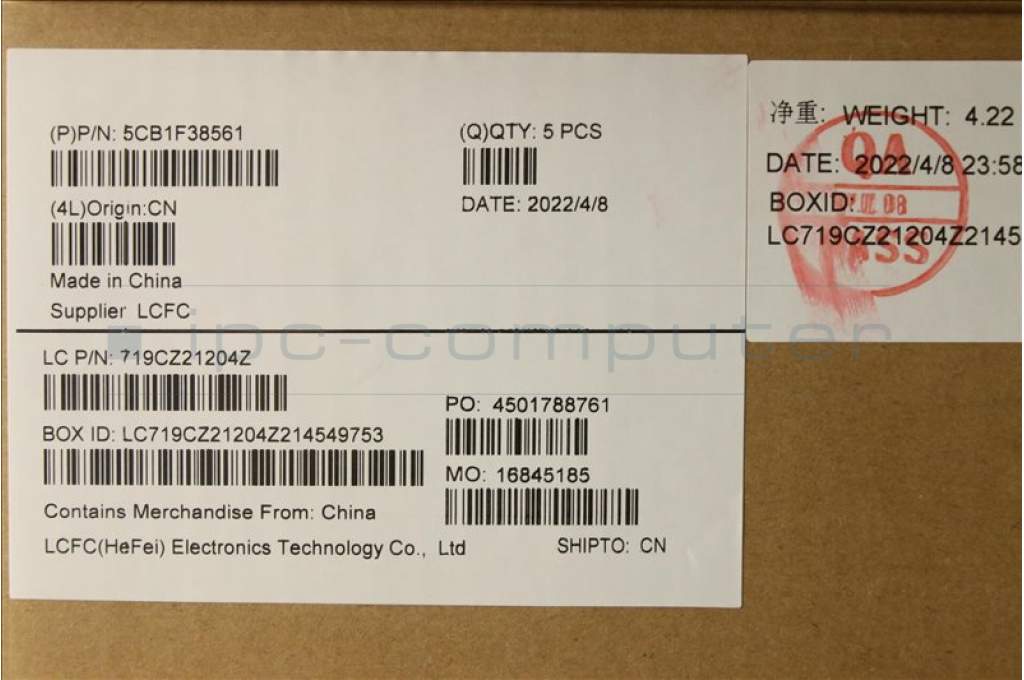 (P)P/N: 5CB1F38561
(Q)QTY: 5 PCS
(4L)Origin:CN
DATE: 2022/4/8
Made in China
Supplier LCFC
LC P/N: 719CZ21204Z
PO: 4501788761
BOX ID: LC719CZ21204Z214549753
MO: 16845185
Contains Merchandise From: China
LCFC(HeFei) Electronics Technology Co., Ltd
SHIPTO: CN
净重: WEIGHT: 4.22
DATE: 2022/4/8 23:58
BOXID:
LC719CZ21204Z2145
QA
08
ipc-computer